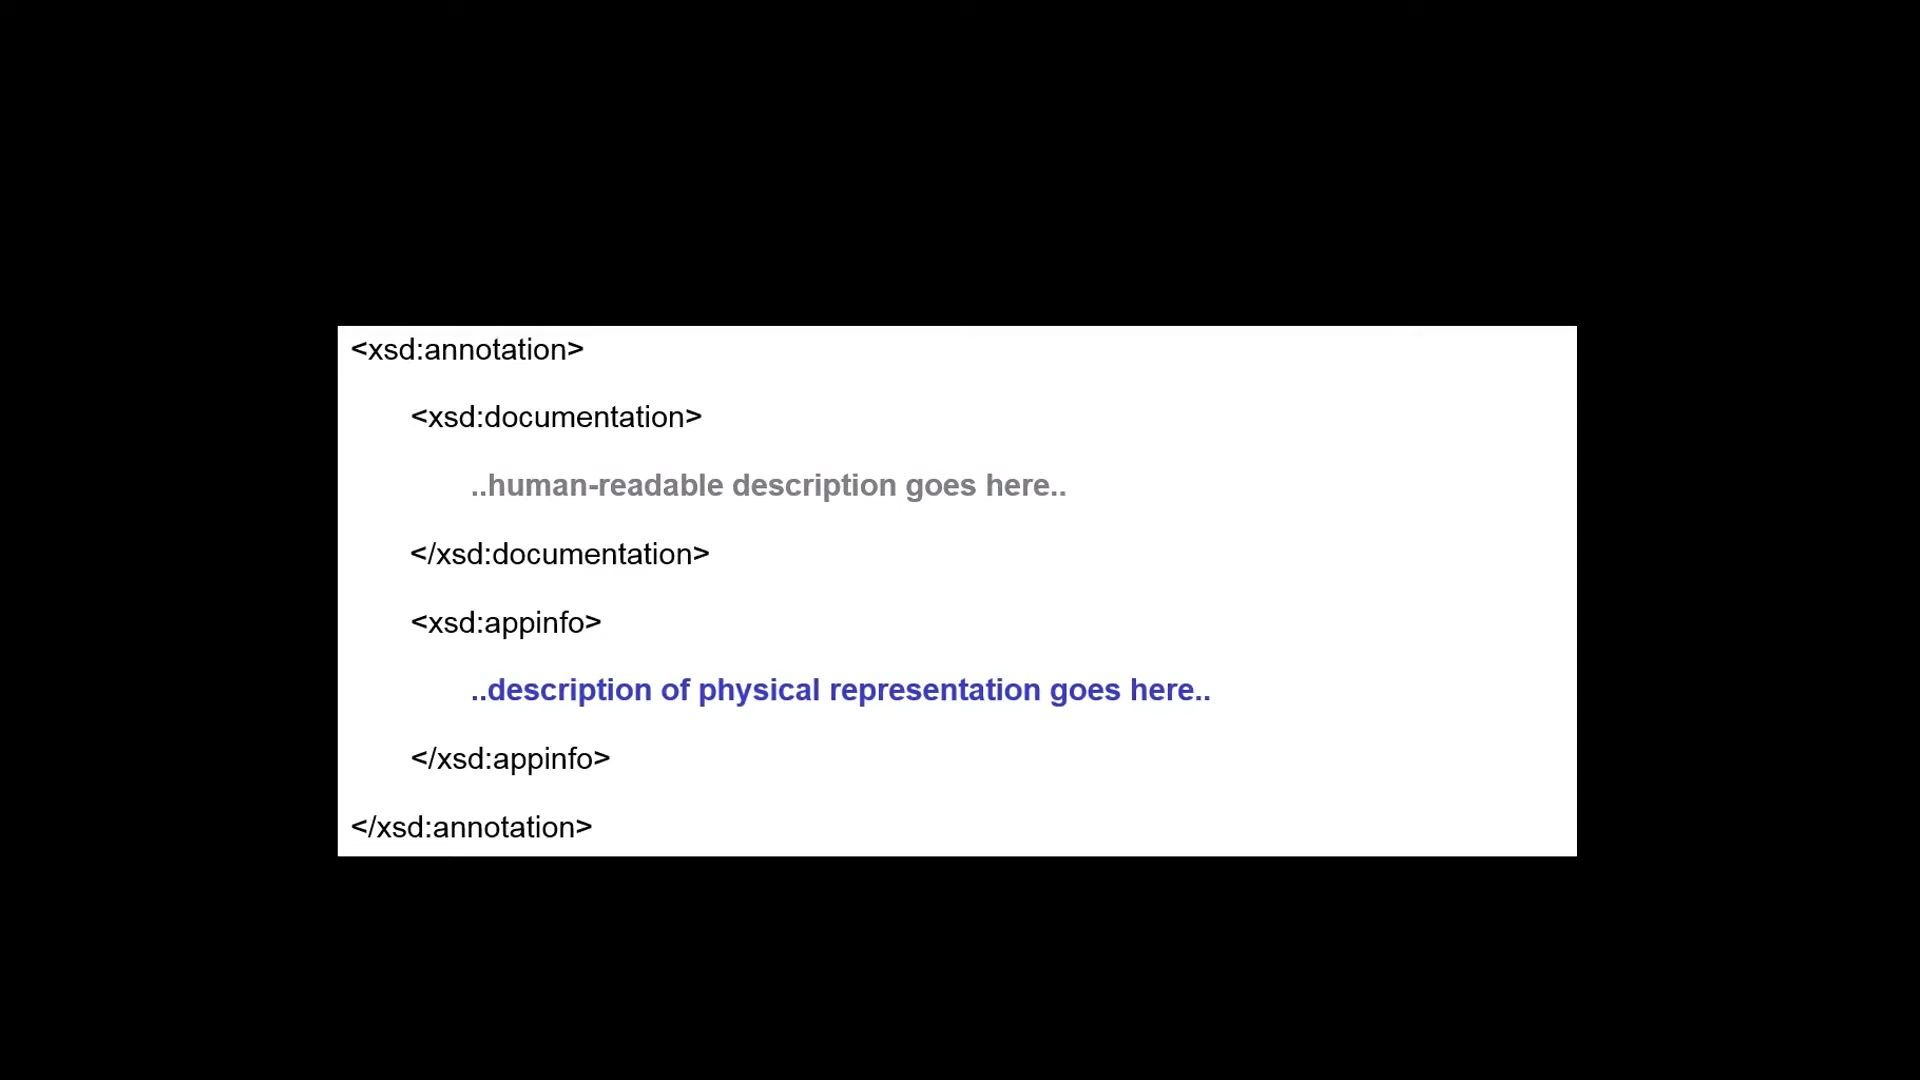 <xsd:annotation>
<xsd:documentation>
..human-readable description goes here..
</xsd:documentation>
<xsd:appinfo>
..description of physical representation goes here..
</xsd:appinfo>
</xsd:annotation>